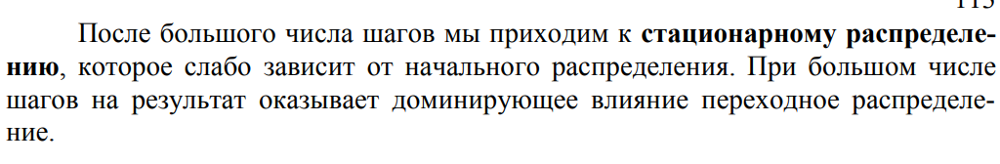 После большого числа шагов мы приходим к стационарному распределе-
нию, которое слабо зависит от начального распределения. При большом числе
шагов на результат оказывает доминирующее влияние переходное распределе-
ние.